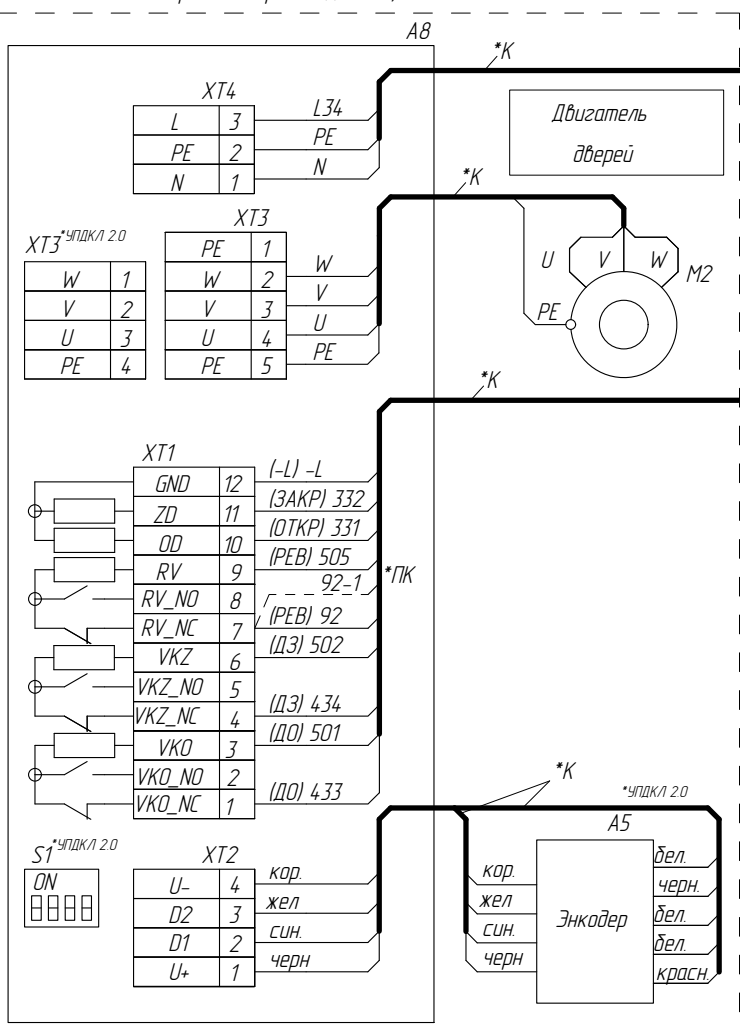 A8
*К
XT4
L 3 L34
PE 2 PE
N 1 N
Двигатель
дверей
*К
XT3 *УПДКЛ 2.0
W 1
V 2
U 3
PE 4
XT3
PE 1
W 2 W
V 3 V
U 4 U
PE 5 PE
U V W M2
PE
*К
XT1
GND 12 (-L) -L
ZD 11 (ЗАКР) 332
OD 10 (ОТКР) 331
RV 9 (РЕВ) 505
RV_NO 8 92-1
RV_NC 7 (РЕВ) 92
VKZ 6 (ДЗ) 502
VKZ_NO 5
VKZ_NC 4 (ДЗ) 434
VKO 3 (ДО) 501
VKO_NO 2
VKO_NC 1 (ДО) 433
*ПК
*К
*УПДКЛ 2.0
S1 *УПДКЛ 2.0
ON
XT2
U- 4 кор.
D2 3 жел
D1 2 син.
U+ 1 черн
A5
Энкодер
кор.
жел
син.
черн
бел.
черн.
бел.
бел.
красн.